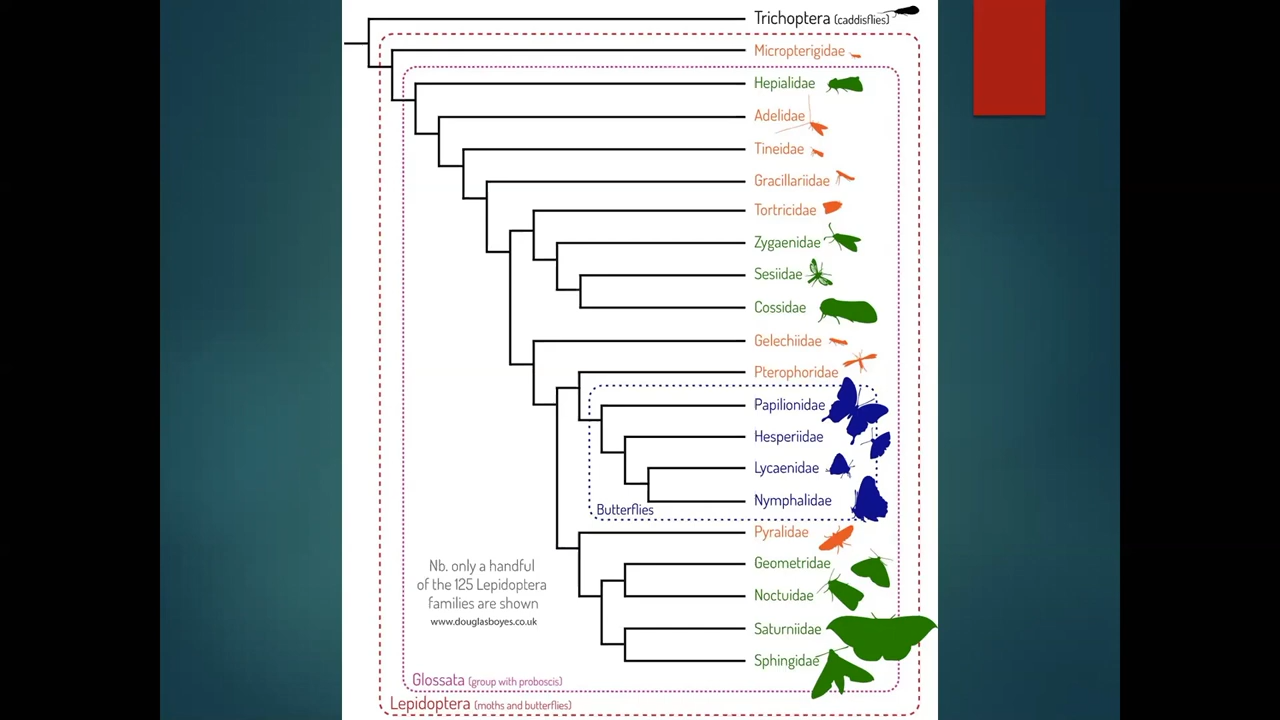 Trichoptera (caddisflies)
Micropterigidae
Hepialidae
Adelidae
Tineidae
Gracillariidae
Tortricidae
Zygaenidae
Sesiidae
Cossidae
Gelechiidae
Pterophoridae
Papilionidae
Hesperiidae
Lycaenidae
Nymphalidae
Butterflies
Pyralidae
Geometridae
Noctuidae
Saturniidae
Sphingidae
Nb. only a handful
of the 125 Lepidoptera
families are shown
www.douglasboyes.co.uk
Glossata (group with proboscis)
Lepidoptera (moths and butterflies)